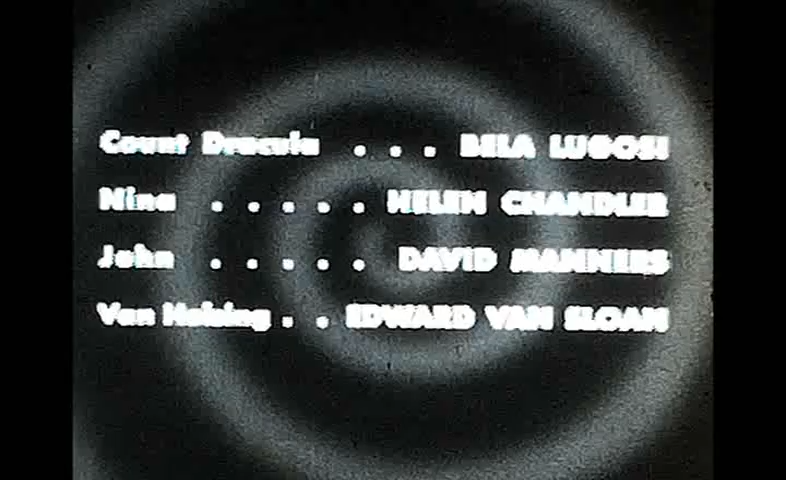 Count Dracula . . . BELA LUGOSI
Nina . . . . . HELEN CHANDLER
John . . . . . DAVID MANNERS
Van Helsing . . EDWARD VAN SLOAN